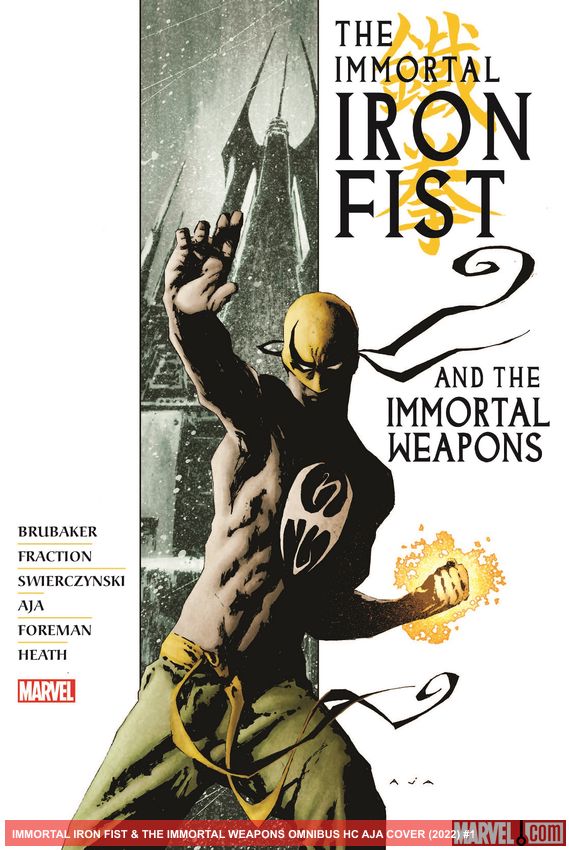 THE
IMMORTAL
IRON
FIST
鐵
拳
AND THE
IMMORTAL
WEAPONS
BRUBAKER
FRACTION
SWIERCZYNSKI
AJA
FOREMAN
HEATH
MARVEL
AJA
IMMORTAL IRON FIST & THE IMMORTAL WEAPONS OMNIBUS HC AJA COVER (2022) #1
MARVEL.com